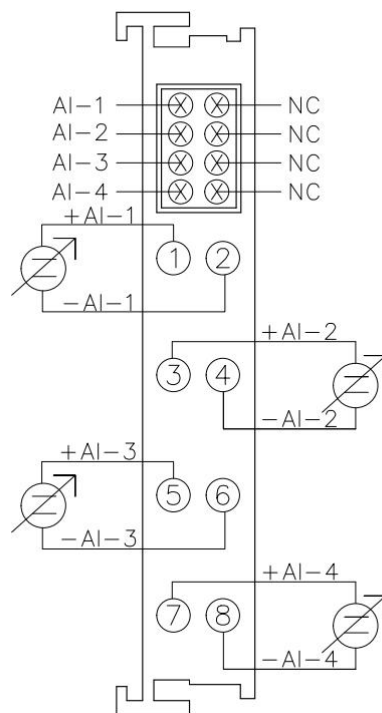 AI-1 NC
AI-2 NC
AI-3 NC
AI-4 NC
+AI-1
1 2
-AI-1
+AI-2
3 4
-AI-2
+AI-3
5 6
-AI-3
+AI-4
7 8
-AI-4